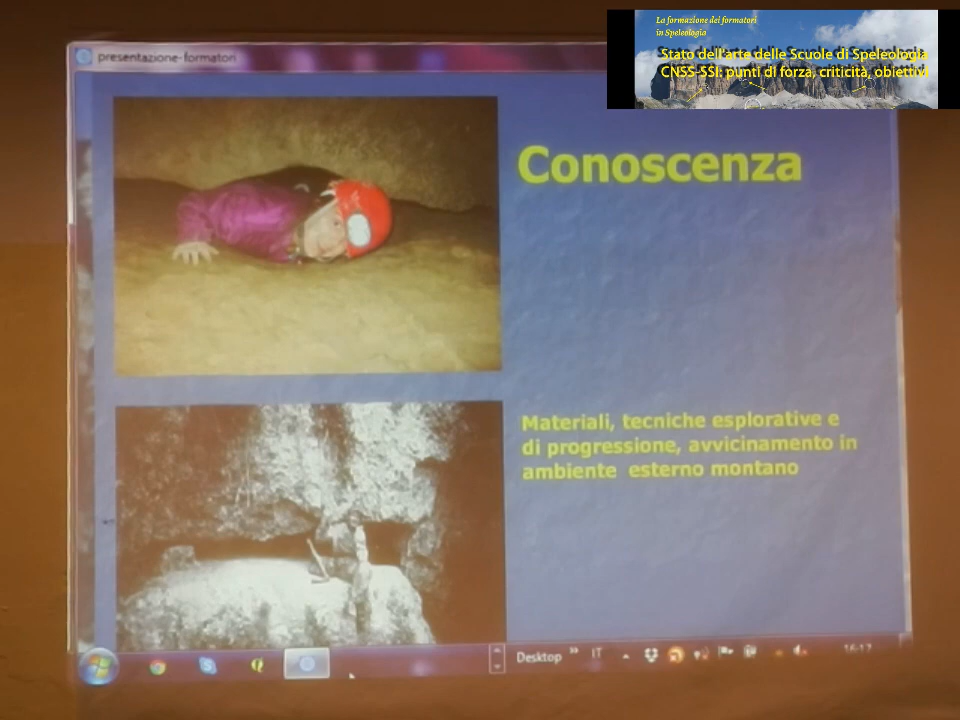 presentazione-formatori
La formazione dei formatori
in Speleologia
Stato dell'arte delle Scuole di Speleologia
CNSS-SSI: punti di forza, criticità, obiettivi
Conoscenza
Materiali, tecniche esplorative e
di progressione, avvicinamento in
ambiente esterno montano
Desktop
IT
16:17